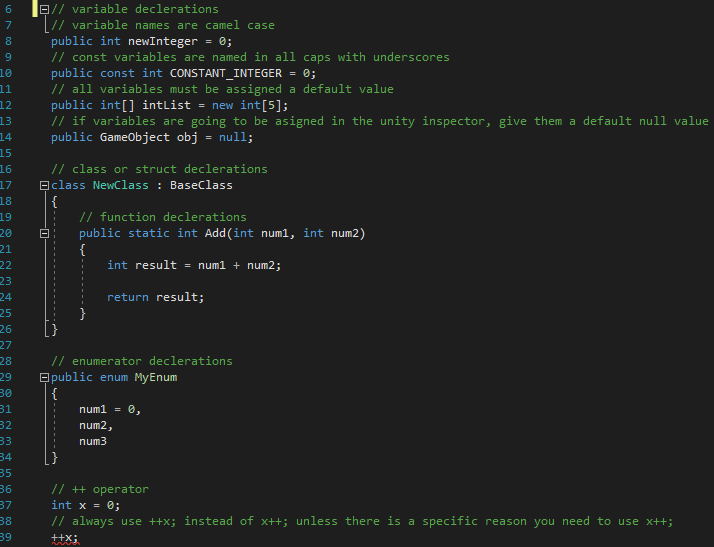 6 // variable declerations
7 // variable names are camel case
8 public int newInteger = 0;
9 // const variables are named in all caps with underscores
10 public const int CONSTANT_INTEGER = 0;
11 // all variables must be assigned a default value
12 public int[] intList = new int[5];
13 // if variables are going to be asigned in the unity inspector, give them a default null value
14 public GameObject obj = null;
15
16 // class or struct declerations
17 class NewClass : BaseClass
18 {
19 // function declerations
20 public static int Add(int num1, int num2)
21 {
22 int result = num1 + num2;
23
24 return result;
25 }
26 }
27
28 // enumerator declerations
29 public enum MyEnum
30 {
31 num1 = 0,
32 num2,
33 num3
34 }
35
36 // ++ operator
37 int x = 0;
38 // always use ++x; instead of x++; unless there is a specific reason you need to use x++;
39 ++x;